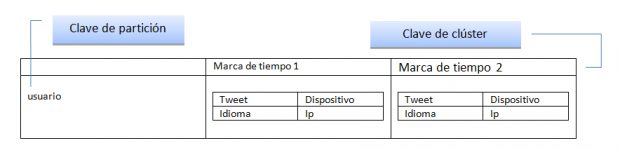 Clave de partición
Clave de clúster
Marca de tiempo 1
Marca de tiempo 2
usuario
Tweet Dispositivo
Idioma Ip
Tweet Dispositivo
Idioma Ip